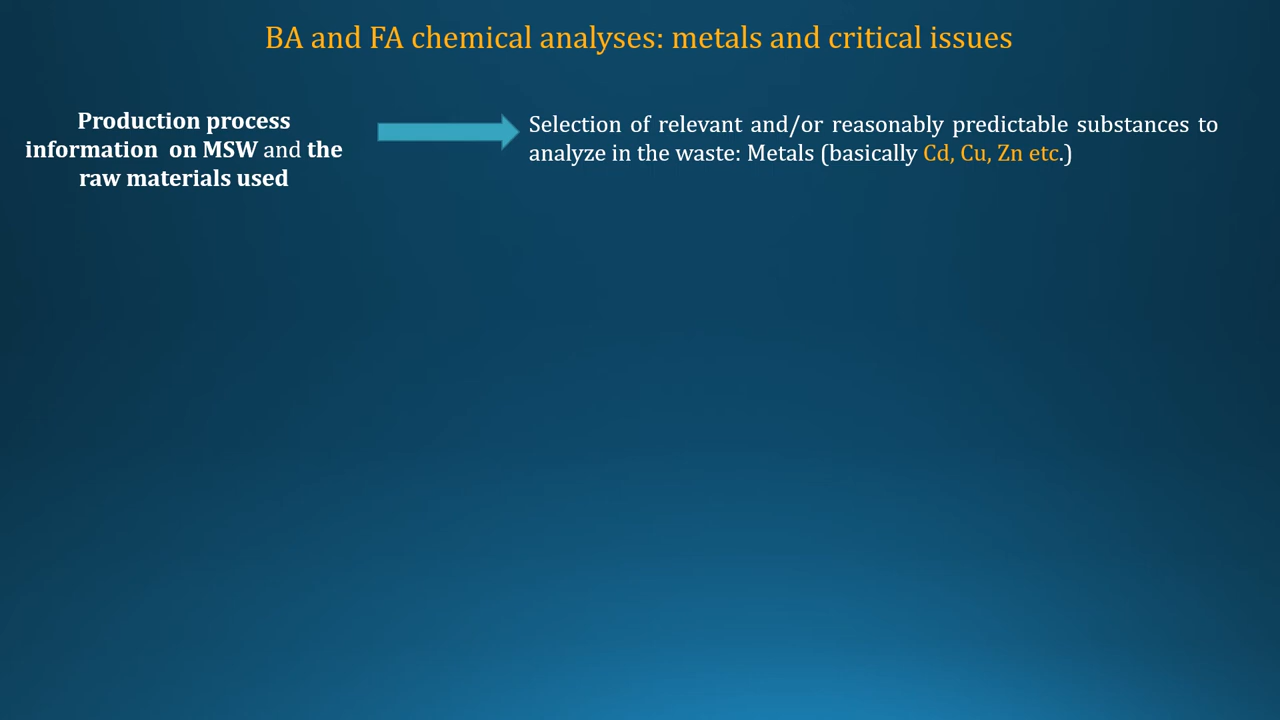 BA and FA chemical analyses: metals and critical issues
Production process
information on MSW and the
raw materials used
Selection of relevant and/or reasonably predictable substances to
analyze in the waste: Metals (basically Cd, Cu, Zn etc.)